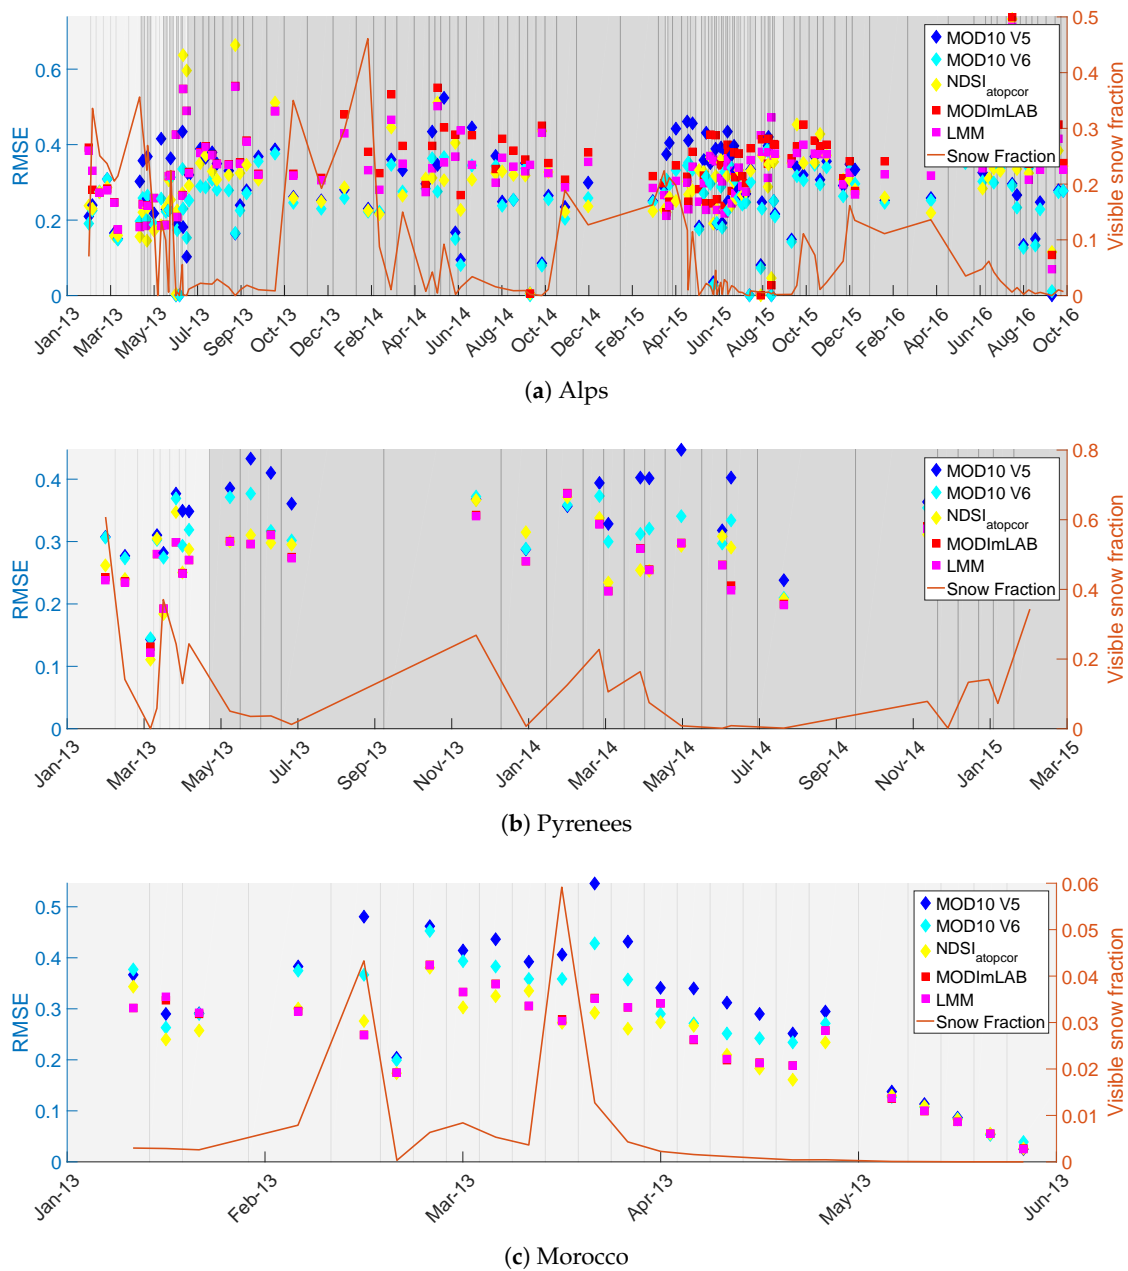 0.5
MOD10 V5
MOD10 V6
NDSI_atopcor
MODImLAB
LMM
Snow Fraction
0.6
0.4
0.2
0
RMSE
0.4
0.3
0.2
0.1
0
Visible snow fraction
Jan-13
Mar-13
May-13
Jul-13
Sep-13
Oct-13
Dec-13
Feb-14
Apr-14
Jun-14
Aug-14
Oct-14
Dec-14
Feb-15
Apr-15
Jun-15
Aug-15
Oct-15
Dec-15
Feb-16
Apr-16
Jun-16
Aug-16
Oct-16
(a) Alps
0.8
MOD10 V5
MOD10 V6
NDSI_atopcor
MODImLAB
LMM
Snow Fraction
0.4
0.3
0.2
0.1
0
RMSE
0.6
0.4
0.2
0
Visible snow fraction
Jan-13
Mar-13
May-13
Jul-13
Sep-13
Nov-13
Jan-14
Mar-14
May-14
Jul-14
Sep-14
Nov-14
Jan-15
Mar-15
(b) Pyrenees
0.06
MOD10 V5
MOD10 V6
NDSI_atopcor
MODImLAB
LMM
Snow Fraction
0.5
0.4
0.3
0.2
0.1
0
RMSE
0.05
0.04
0.03
0.02
0.01
0
Visible snow fraction
Jan-13
Feb-13
Mar-13
Apr-13
May-13
Jun-13
(c) Morocco